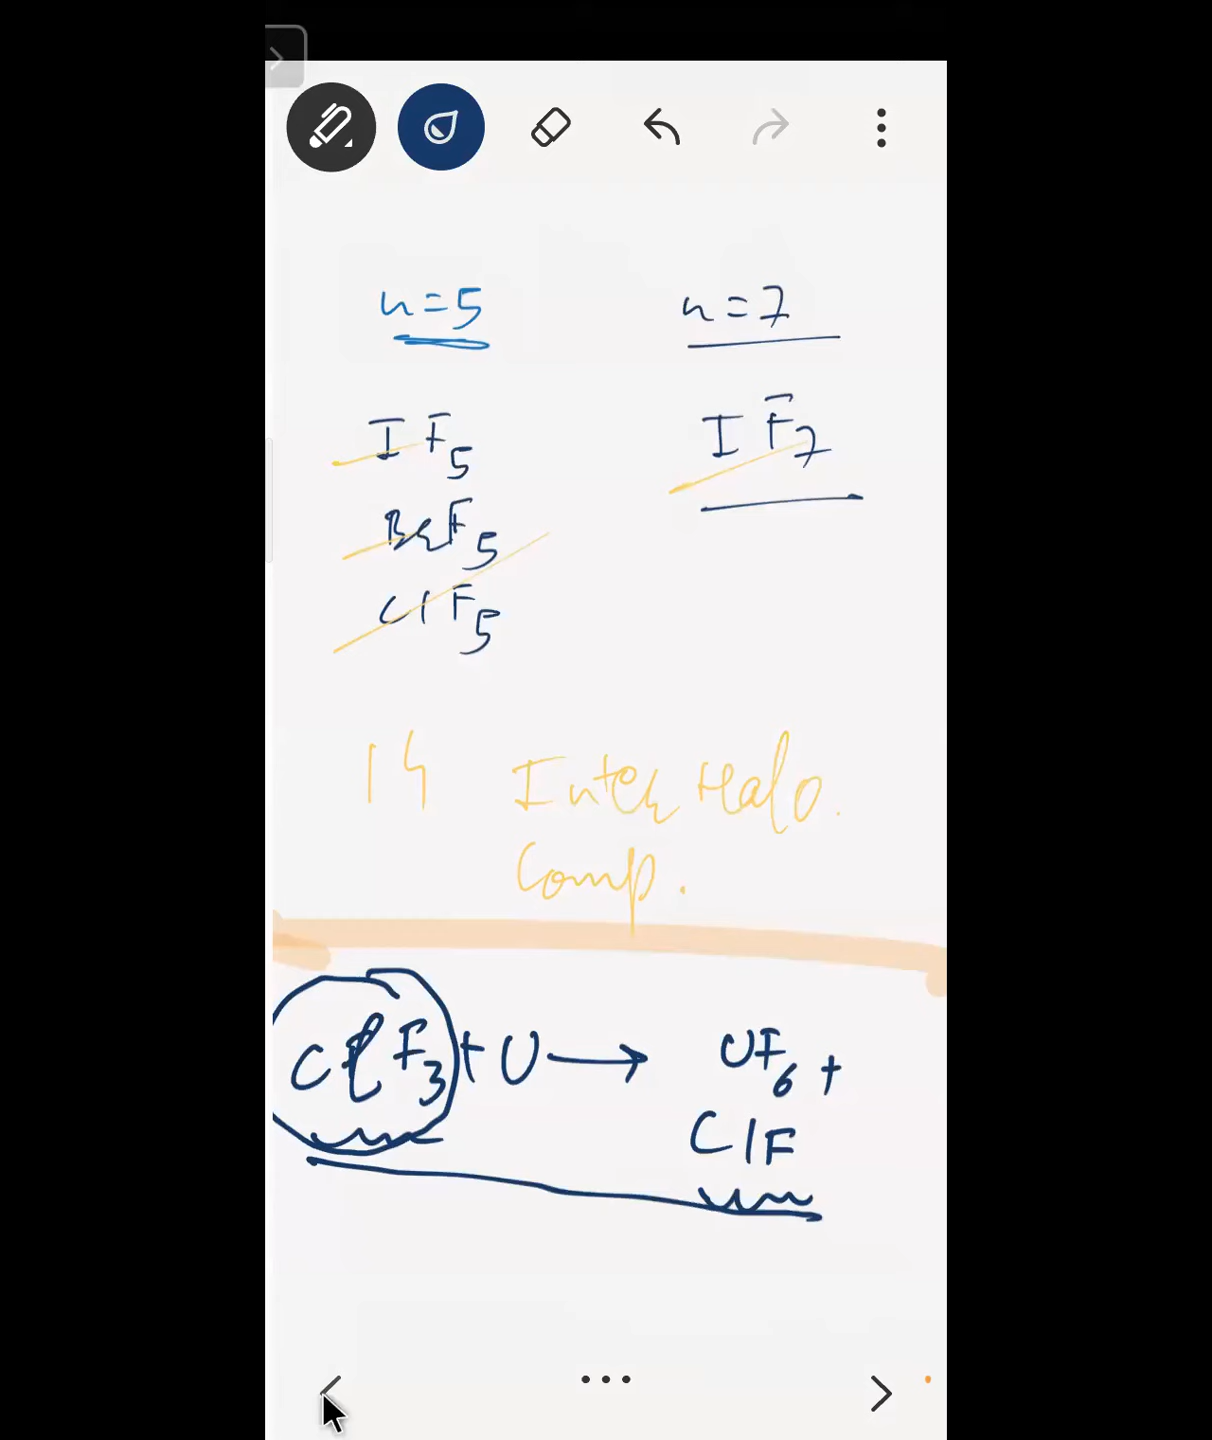 n=5 n=7
IF5 IF7
BrF5
ClF5
14 Inter Halo.
Comp.
ClF3 + U → UF6 +
ClF